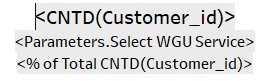 <CNTD(Customer_id)>
<Parameters.Select WGU Service>
<% of Total CNTD(Customer_id)>